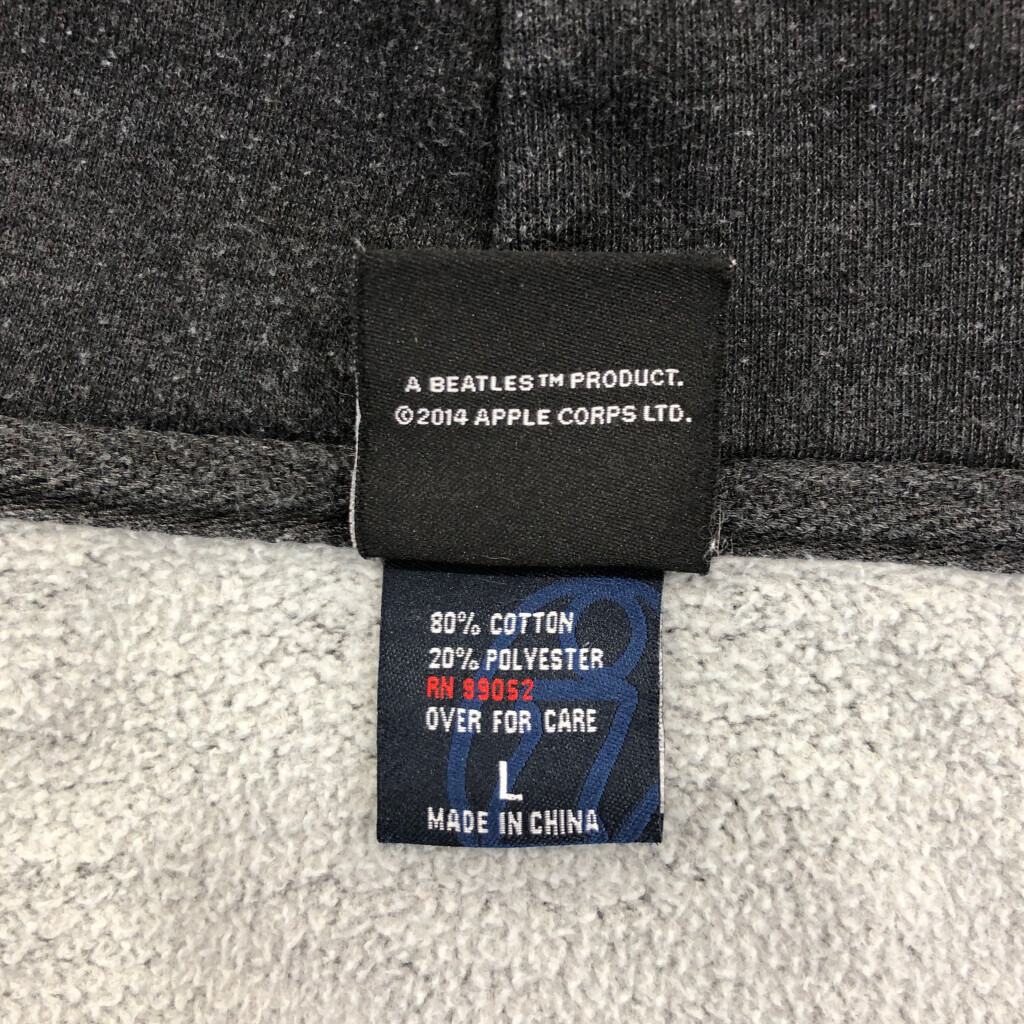 A BEATLES™ PRODUCT.
©2014 APPLE CORPS LTD.
80% COTTON
20% POLYESTER
RN 99052
OVER FOR CARE
L
MADE IN CHINA